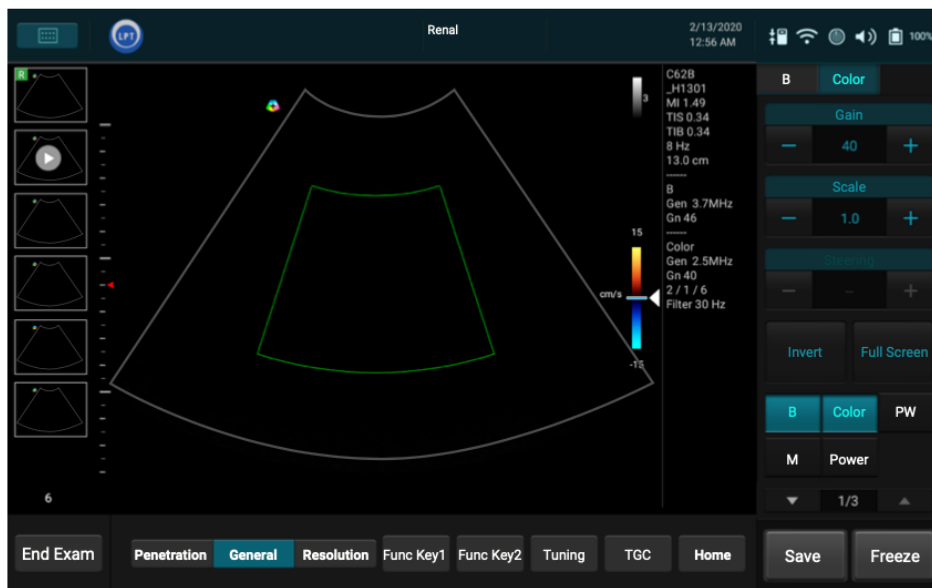 LPT
Renal
2/13/2020
12:56 AM
100%
R
3
C62B
_H1301
MI 1.49
TIS 0.34
TIB 0.34
8 Hz
13.0 cm
------
B
Gen 3.7MHz
Gn 46
------
Color
Gen 2.5MHz
Gn 40
2 / 1 / 6
Filter 30 Hz
15
cm/s
-15
B Color
Gain
− 40 +
Scale
− 1.0 +
Steering
− – +
Invert Full Screen
B Color PW
M Power
1/3
6
End Exam Penetration General Resolution Func Key1 Func Key2 Tuning TGC Home Save Freeze